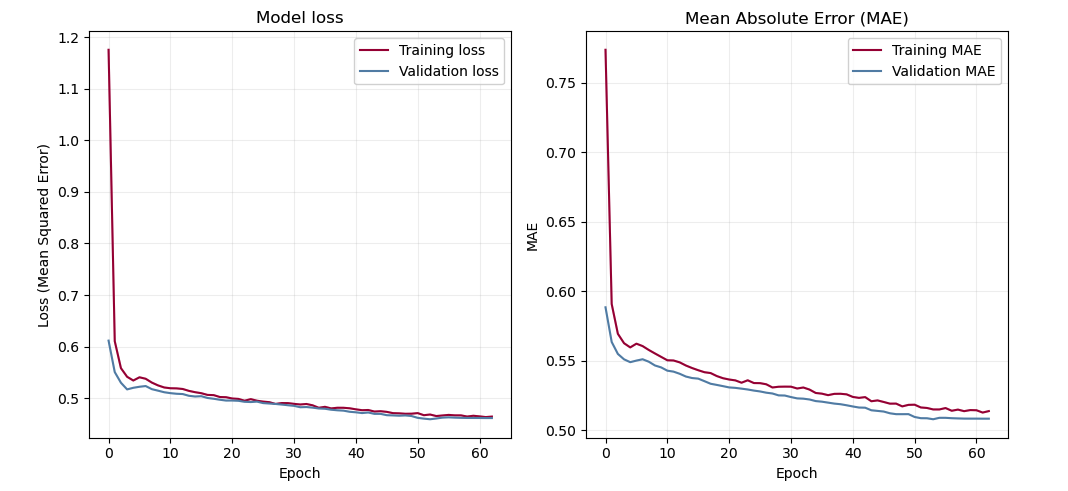 Model loss
Loss (Mean Squared Error)
1.2
1.1
1.0
0.9
0.8
0.7
0.6
0.5
Training loss
Validation loss
0 10 20 30 40 50 60
Epoch
Mean Absolute Error (MAE)
MAE
0.75
0.70
0.65
0.60
0.55
0.50
Training MAE
Validation MAE
0 10 20 30 40 50 60
Epoch